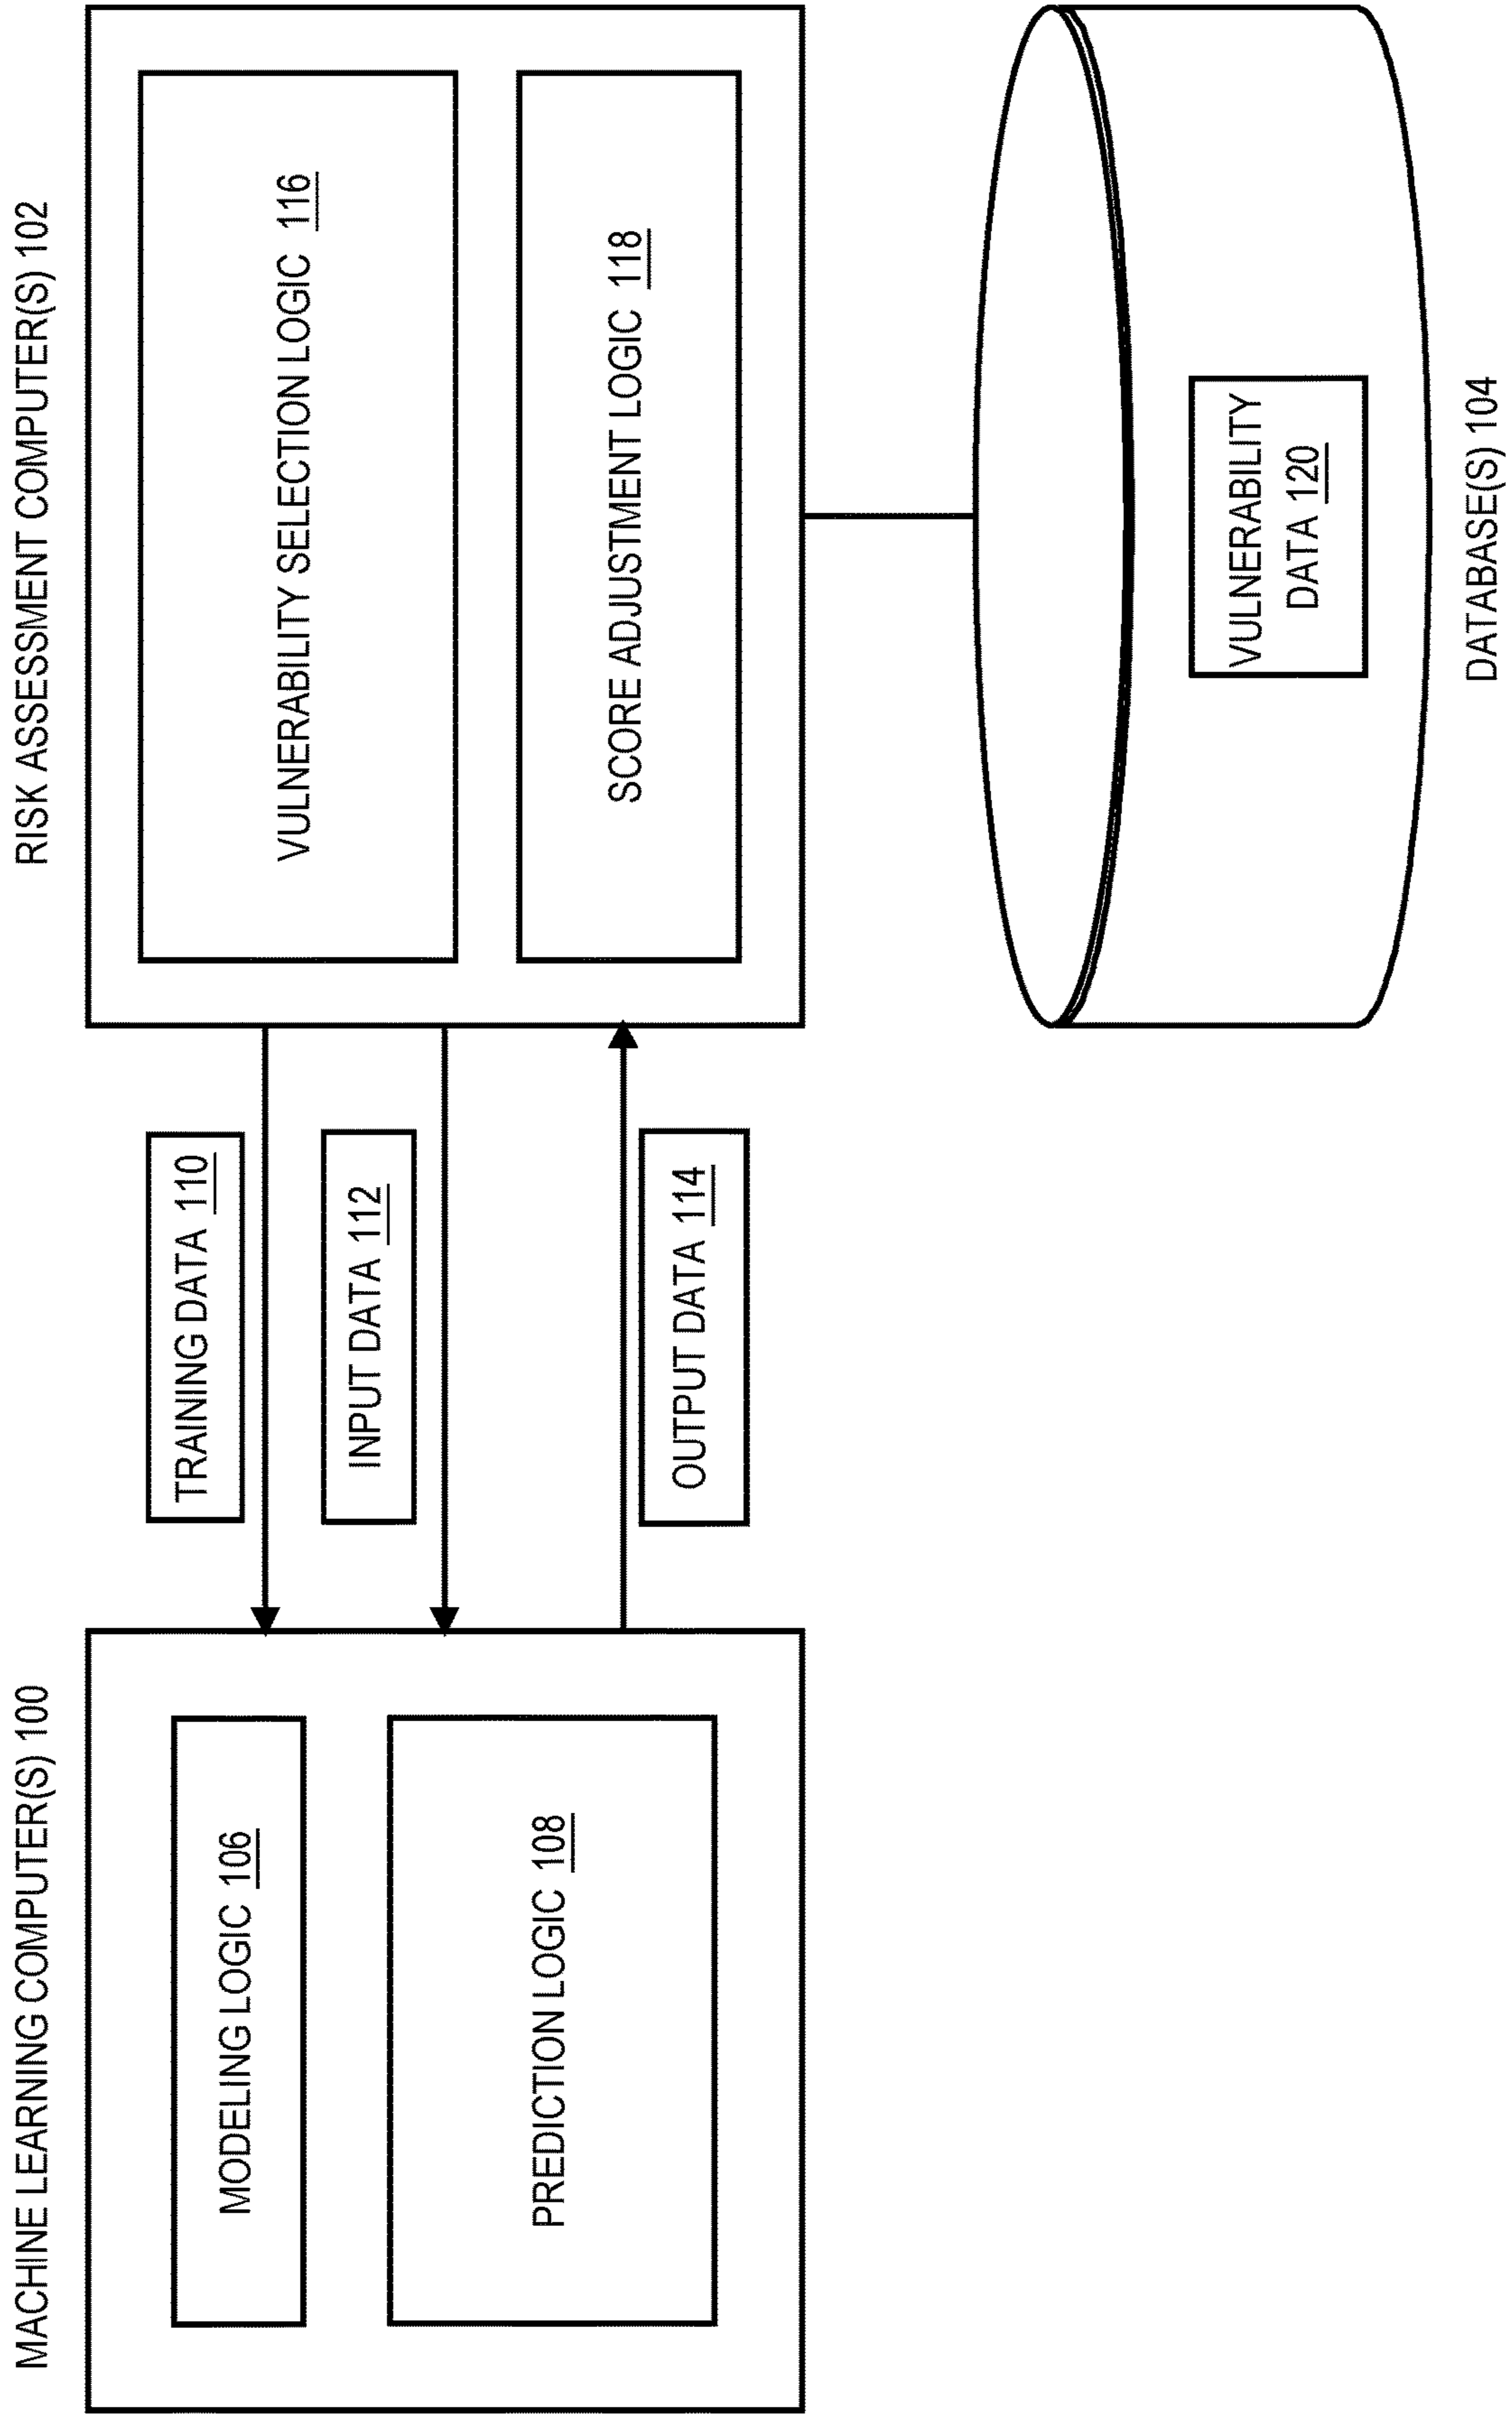 MACHINE LEARNING COMPUTER(S) 100
RISK ASSESSMENT COMPUTER(S) 102
MODELING LOGIC 106
PREDICTION LOGIC 108
TRAINING DATA 110
INPUT DATA 112
OUTPUT DATA 114
VULNERABILITY SELECTION LOGIC 116
SCORE ADJUSTMENT LOGIC 118
VULNERABILITY
DATA 120
DATABASE(S) 104